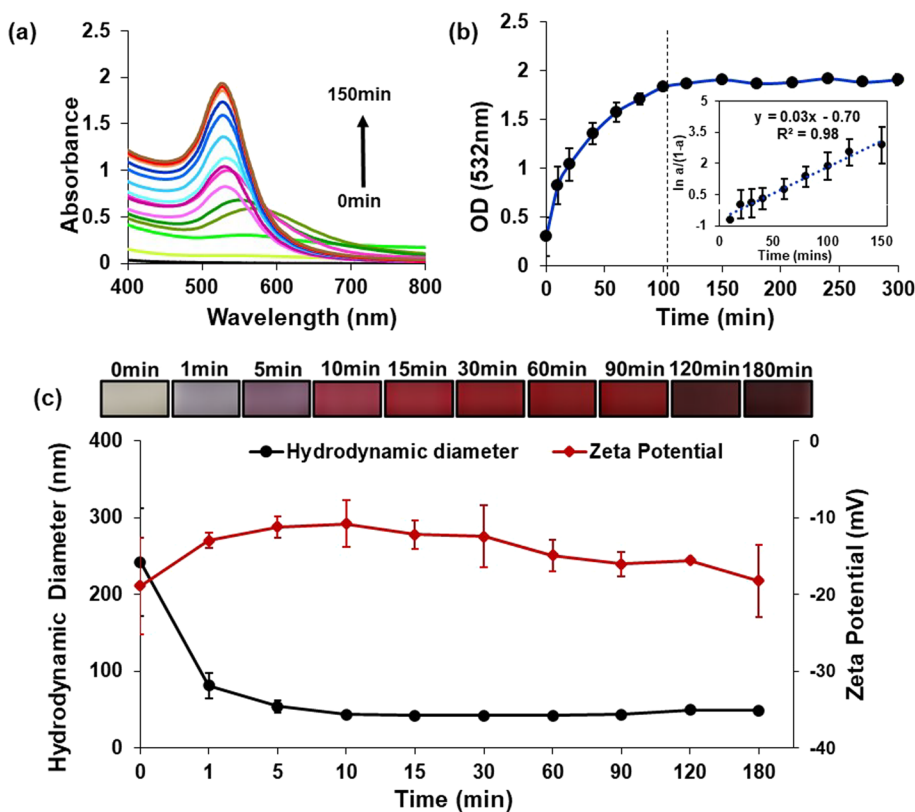 (a)
2.5
2
1.5
1
0.5
0
Absorbance
150min
0min
400 500 600 700 800
Wavelength (nm)
(b)
2.5
2
1.5
1
0.5
0
OD (532nm)
0 50 100 150 200 250 300
Time (min)
5
3.5
2
0.5
-1
ln a/(1-a)
y = 0.03x - 0.70
R² = 0.98
0 50 100 150
Time (mins)
(c)
0min 1min 5min 10min 15min 30min 60min 90min 120min 180min
400
300
200
100
0
Hydrodynamic Diameter (nm)
Hydrodynamic diameter Zeta Potential
0
-10
-20
-30
-40
Zeta Potential (mV)
0 1 5 10 15 30 60 90 120 180
Time (min)